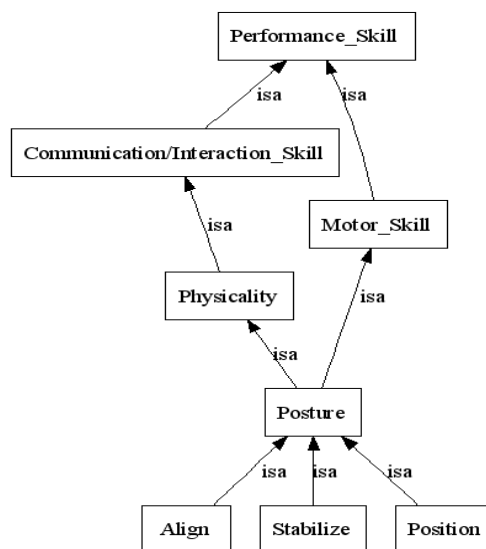 Performance_Skill
isa
isa
Communication/Interaction_Skill
Motor_Skill
isa
Physicality
isa
isa
Posture
isa
isa
isa
Align
Stabilize
Position